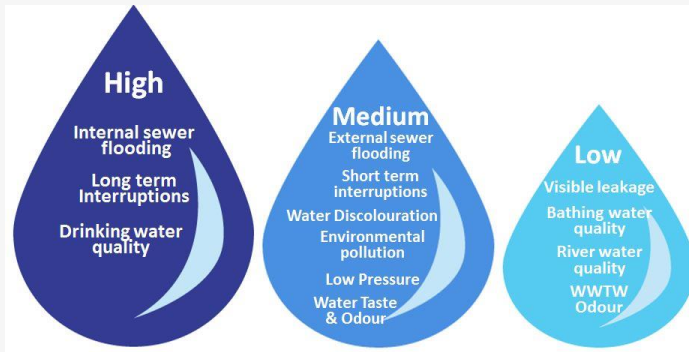 High
Internal sewer
flooding
Long term
Interruptions
Drinking water
quality
Medium
External sewer
flooding
Short term
interruptions
Water Discolouration
Environmental
pollution
Low Pressure
Water Taste
& Odour
Low
Visible leakage
Bathing water
quality
River water
quality
WWTW
Odour